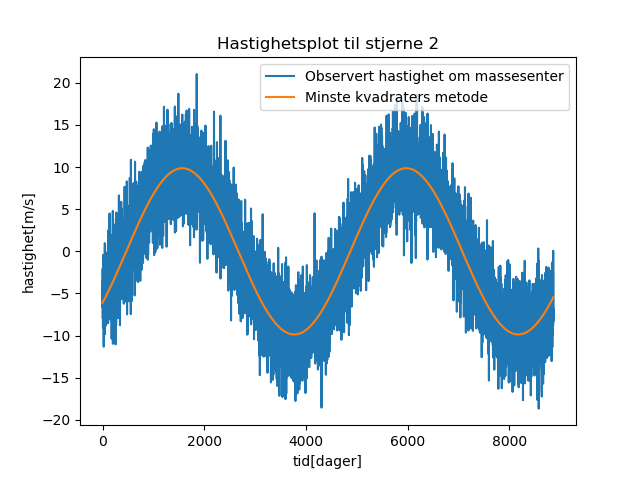 Hastighetsplot til stjerne 2
Observert hastighet om massesenter
Minste kvadraters metode
hastighet[m/s]
20
15
10
5
0
−5
−10
−15
−20
0 2000 4000 6000 8000
tid[dager]